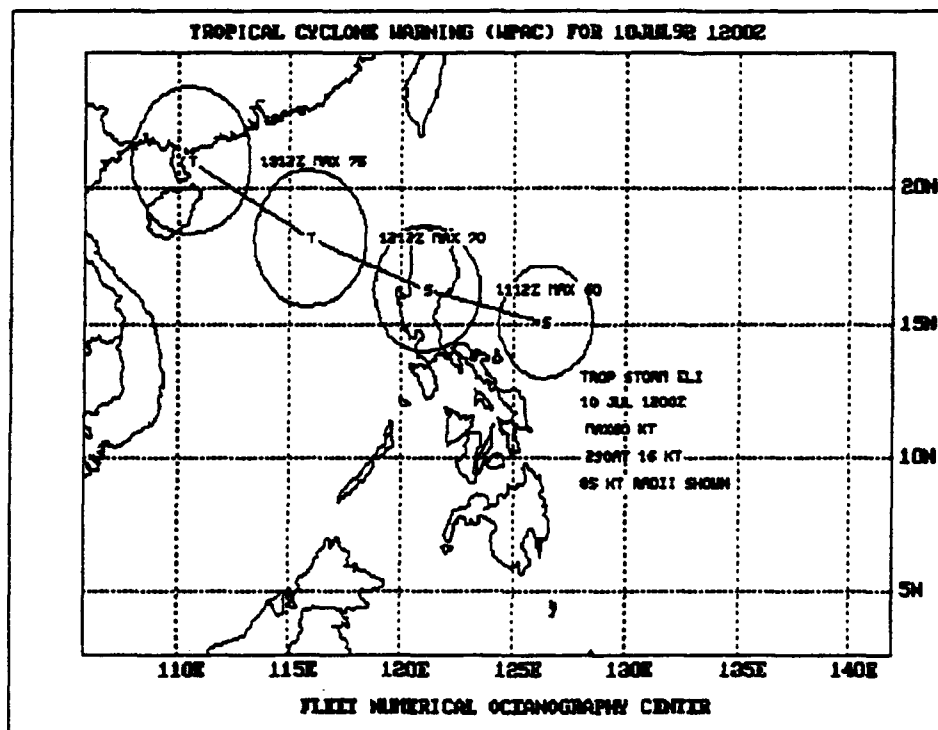 TROPICAL CYCLONE WARNING (WPAC) FOR 10JUL92 1200Z
T
1312Z MAX 75
20N
T
1212Z MAX 70
S
1112Z MAX 60
S
15N
TROP STORM ELI
10 JUL 1200Z
MAX60 KT
290AT 16 KT
10N
KT RADII SHOWN
5N
110E 115E 120E 125E 130E 135E 140E
FLEET NUMERICAL OCEANOGRAPHY CENTER